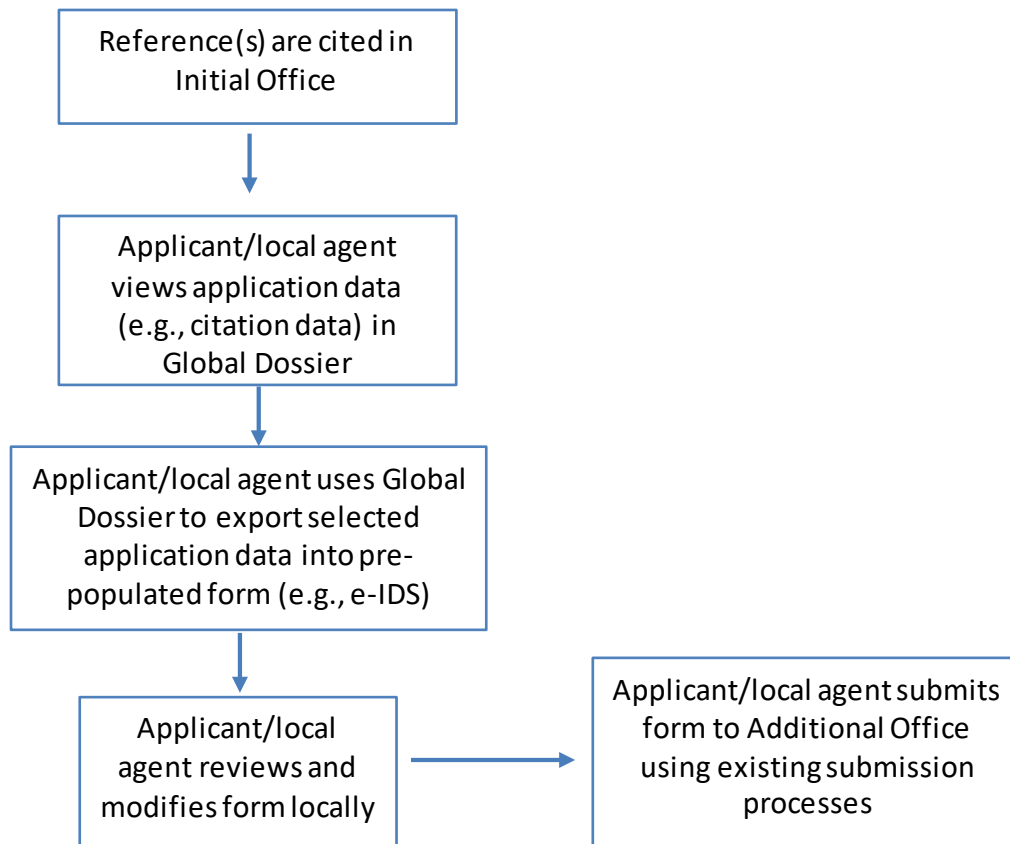 Reference(s) are cited in
Initial Office
Applicant/local agent
views application data
(e.g., citation data) in
Global Dossier
Applicant/local agent uses Global
Dossier to export selected
application data into pre-
populated form (e.g., e-IDS)
Applicant/local
agent reviews and
modifies form locally
Applicant/local agent submits
form to Additional Office
using existing submission
processes